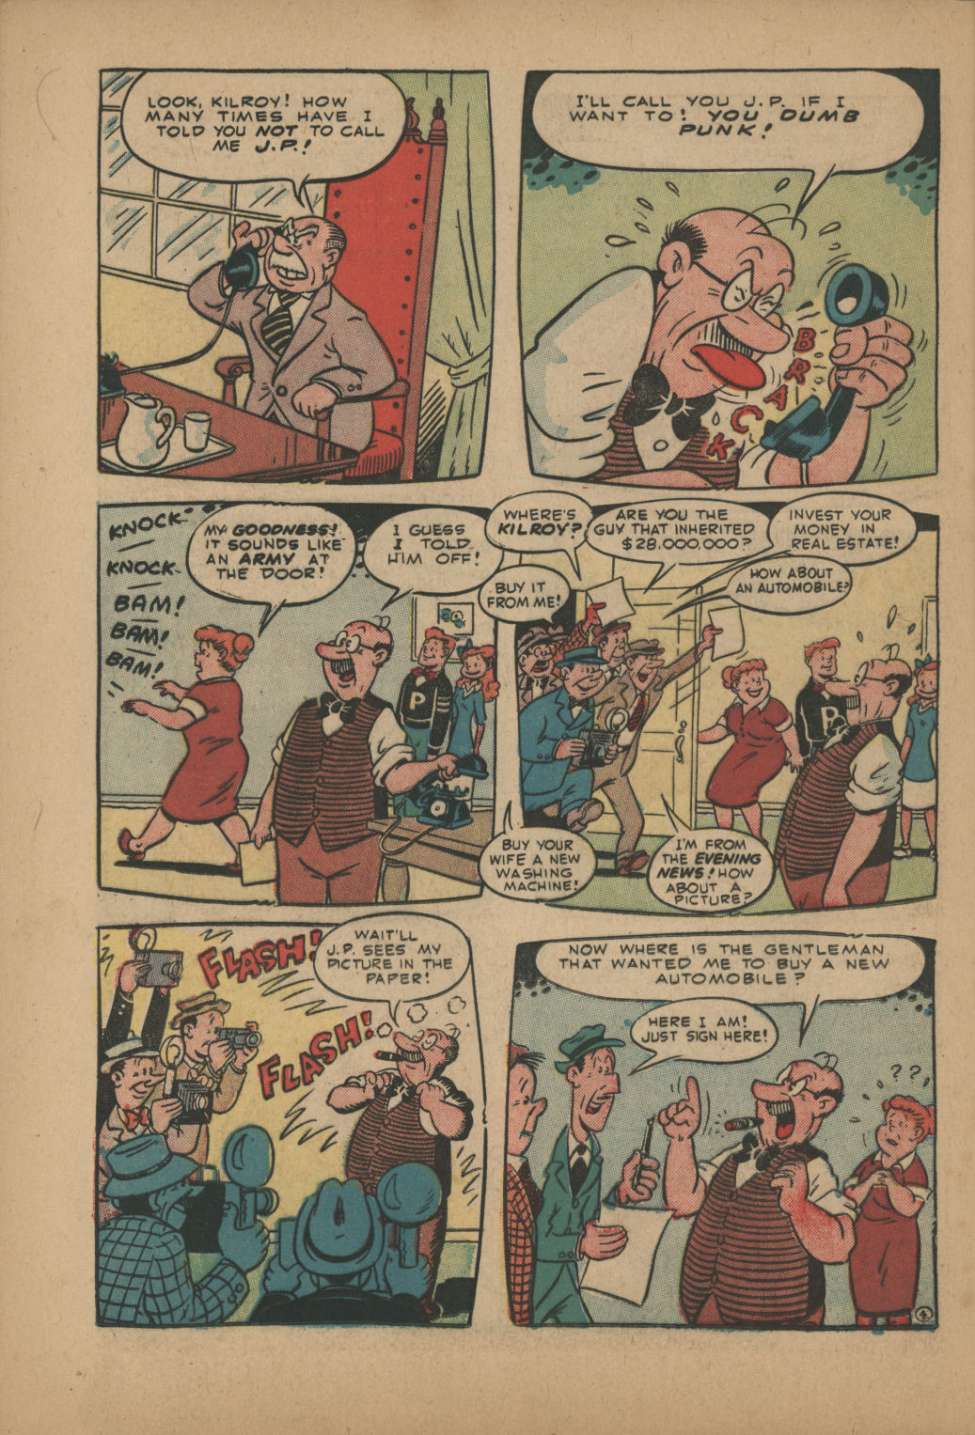 LOOK, KILROY! HOW
MANY TIMES HAVE I
TOLD YOU NOT TO CALL
ME J.P.!
I'LL CALL YOU J.P. IF I
WANT TO! YOU DUMB
PUNK!
BRACK
KNOCK-
KNOCK-
BAM!
BAM!
BAM!
MY GOODNESS!
IT SOUNDS LIKE
AN ARMY AT
THE DOOR!
I GUESS
I TOLD
HIM OFF!
P
WHERE'S
KILROY?
ARE YOU THE
GUY THAT INHERITED
$28,000,000?
INVEST YOUR
MONEY IN
REAL ESTATE!
BUY IT
FROM ME!
HOW ABOUT
AN AUTOMOBILE?
P
BUY YOUR
WIFE A NEW
WASHING
MACHINE!
I'M FROM
THE EVENING
NEWS! HOW
ABOUT A
PICTURE?
FLASH!
FLASH!
WAIT'LL
J.P. SEES MY
PICTURE IN THE
PAPER!
NOW WHERE IS THE GENTLEMAN
THAT WANTED ME TO BUY A NEW
AUTOMOBILE?
HERE I AM!
JUST SIGN HERE!
??
4